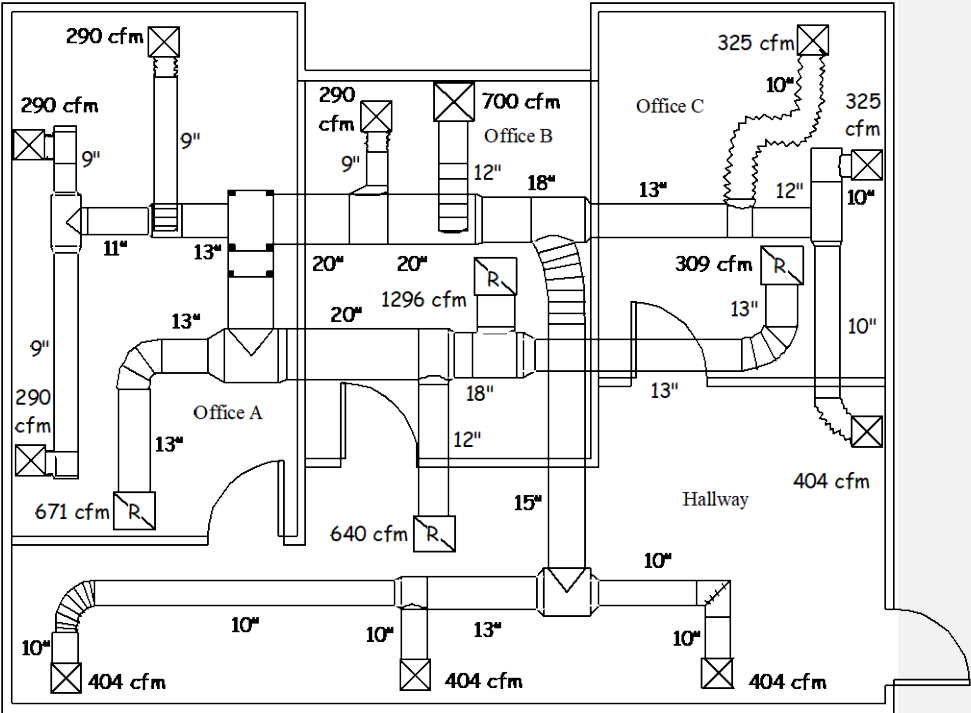 290 cfm
325 cfm
10"
290
cfm
700 cfm
Office C
325
cfm
290 cfm
Office B
9"
9"
9"
12"
18"
13"
12"
10"
11"
13"
20"
20"
R
1296 cfm
309 cfm
R
13"
20"
13"
10"
9"
18"
13"
290
cfm
Office A
13"
12"
404 cfm
671 cfm
R
640 cfm
R
15"
Hallway
10"
10"
10"
10"
13"
10"
404 cfm
404 cfm
404 cfm